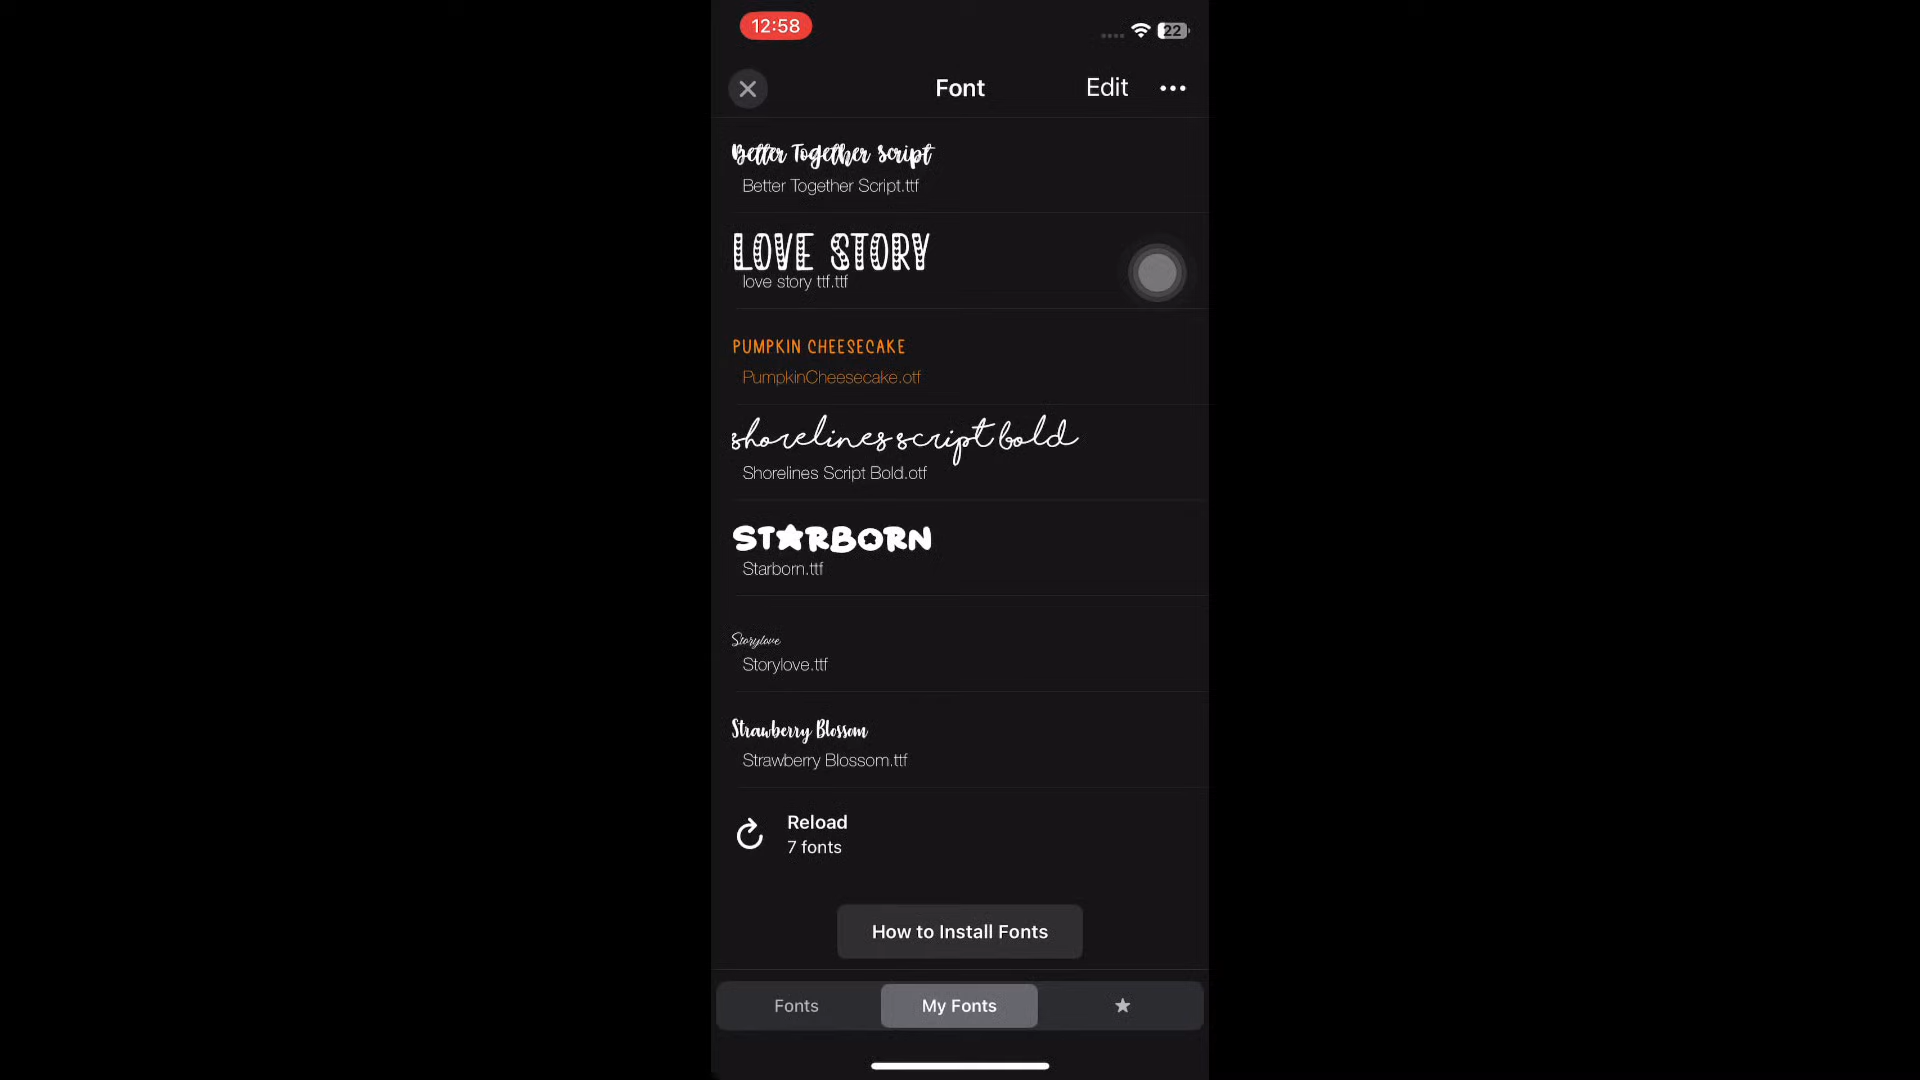 12:58
22
Font
Edit
Better Together Script
Better Together Script.ttf
LOVE STORY
love story ttf.ttf
PUMPKIN CHEESECAKE
PumpkinCheesecake.otf
shorelines script bold
Shorelines Script Bold.otf
STARBORN
Starborn.ttf
Storylove
Storylove.ttf
Strawberry Blossom
Strawberry Blossom.ttf
Reload
7 fonts
How to Install Fonts
Fonts
My Fonts